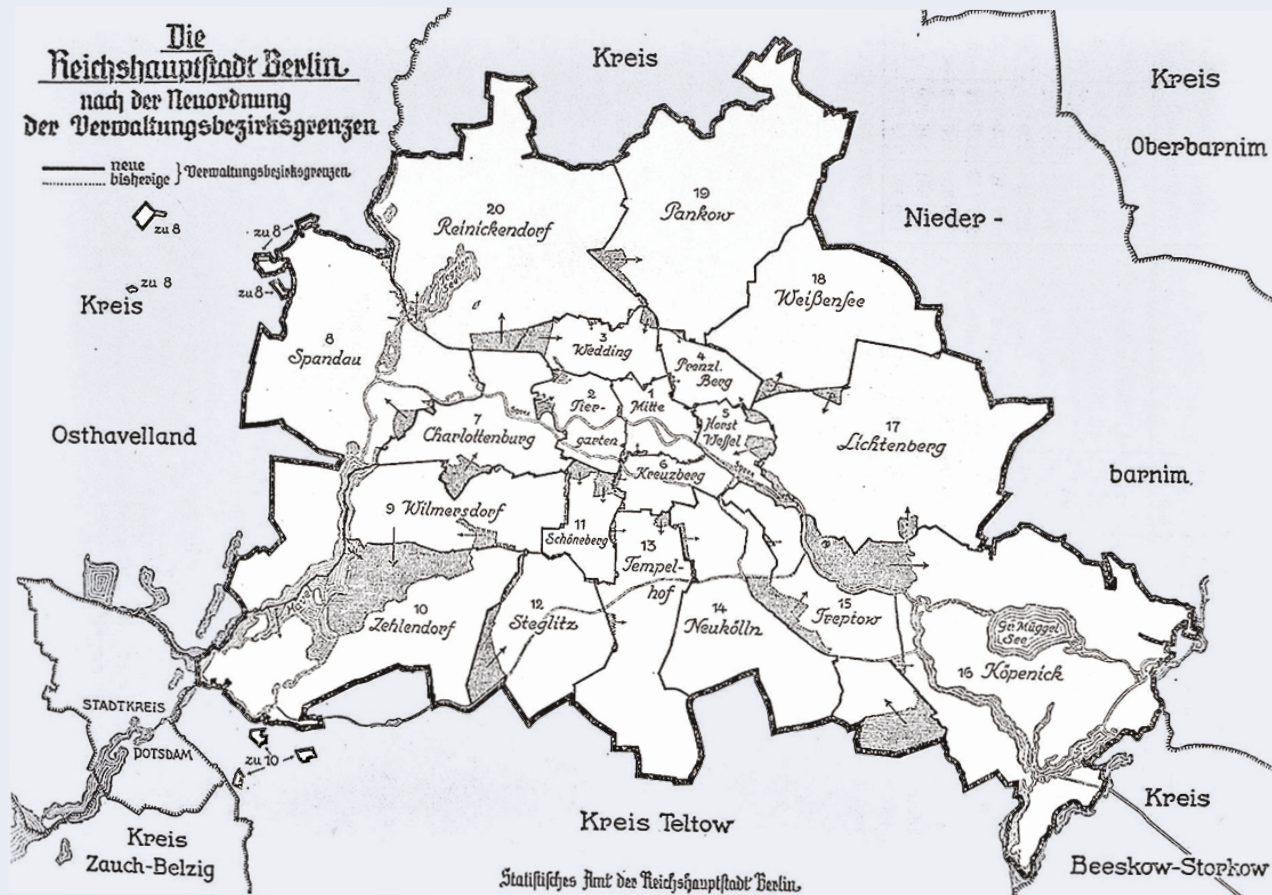 Die
Reichshauptstadt Berlin
nach der Neuordnung
der Verwaltungsbezirksgrenzen
neue
bisherige } Verwaltungsbezirksgrenzen
Kreis
Kreis
Oberbarnim
Nieder-
barnim
zu 8
zu 8
zu 8
zu 8
Kreis
Osthavelland
20
Reinickendorf
19
Pankow
18
Weißensee
8
Spandau
3
Wedding
4
Prenzl.
Berg
2
Tier-
garten
1
Mitte
5
Horst
Wessel
7
Charlottenburg
Spree
Spree
17
Lichtenberg
6
Kreuzberg
9 Wilmersdorf
11
Schöneberg
13
Tempel-
hof
10
Zehlendorf
12
Steglitz
14
Neukölln
15
Treptow
Gr. Müggel
See
16 Köpenick
STADTKREIS
POTSDAM
zu 10
Kreis
Zauch-Belzig
Kreis Teltow
Kreis
Beeskow-Storkow
Statistisches Amt der Reichshauptstadt Berlin